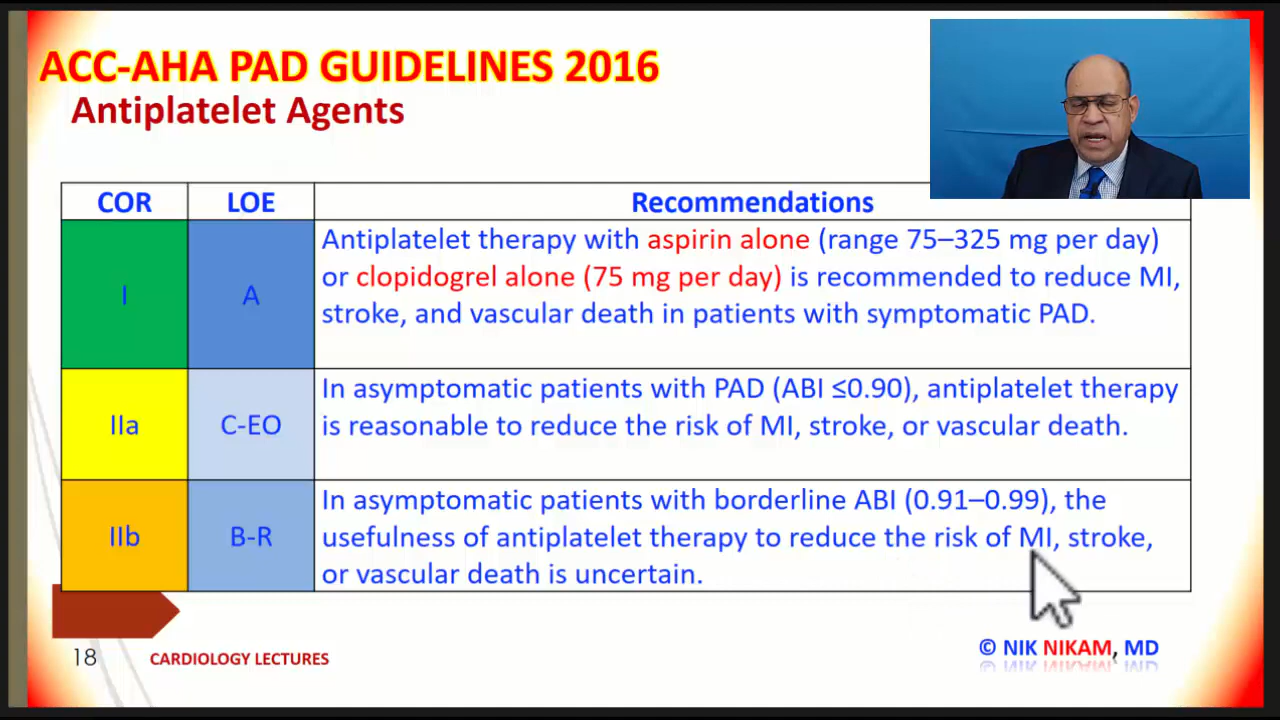 ACC-AHA PAD GUIDELINES 2016
Antiplatelet Agents
COR LOE Recommendations
I A
Antiplatelet therapy with aspirin alone (range 75–325 mg per day)
or clopidogrel alone (75 mg per day) is recommended to reduce MI,
stroke, and vascular death in patients with symptomatic PAD.
IIa C-EO
In asymptomatic patients with PAD (ABI ≤0.90), antiplatelet therapy
is reasonable to reduce the risk of MI, stroke, or vascular death.
IIb B-R
In asymptomatic patients with borderline ABI (0.91–0.99), the
usefulness of antiplatelet therapy to reduce the risk of MI, stroke,
or vascular death is uncertain.
18 CARDIOLOGY LECTURES © NIK NIKAM, MD